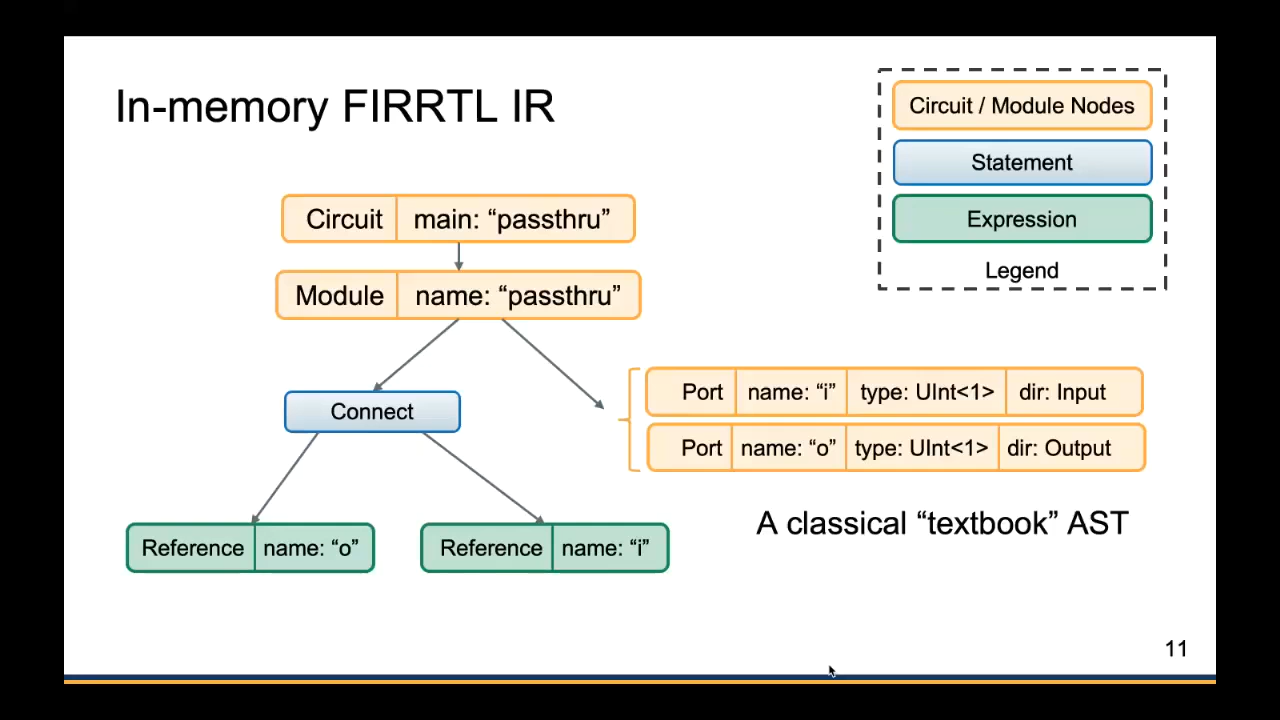 In-memory FIRRTL IR
Circuit / Module Nodes
Statement
Expression
Legend
Circuit main: “passthru”
Module name: “passthru”
Port name: “i” type: UInt<1> dir: Input
Connect
Port name: “o” type: UInt<1> dir: Output
A classical “textbook” AST
Reference name: “o” Reference name: “i”
11